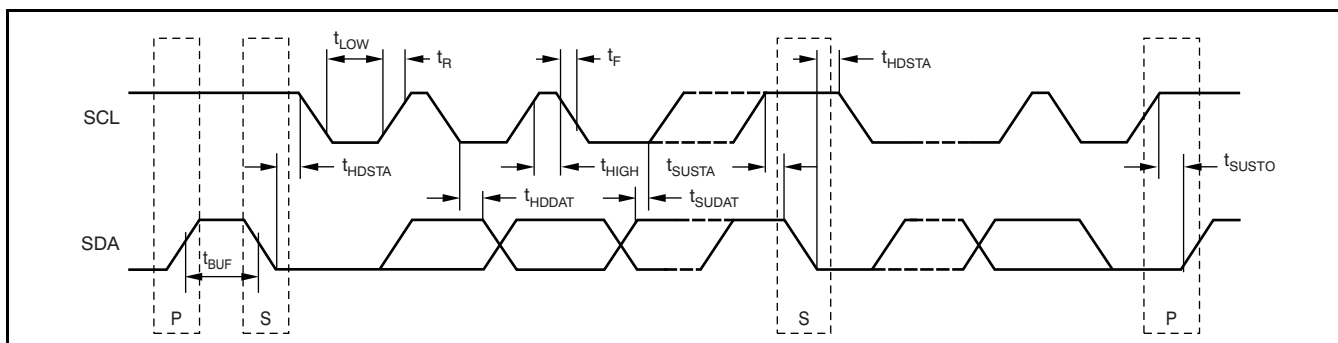 tLOW
tR
tF
tHDSTA
SCL
tHDSTA
tHIGH
tSUSTA
tSUSTO
tHDDAT
tSUDAT
SDA
tBUF
P
S
S
P